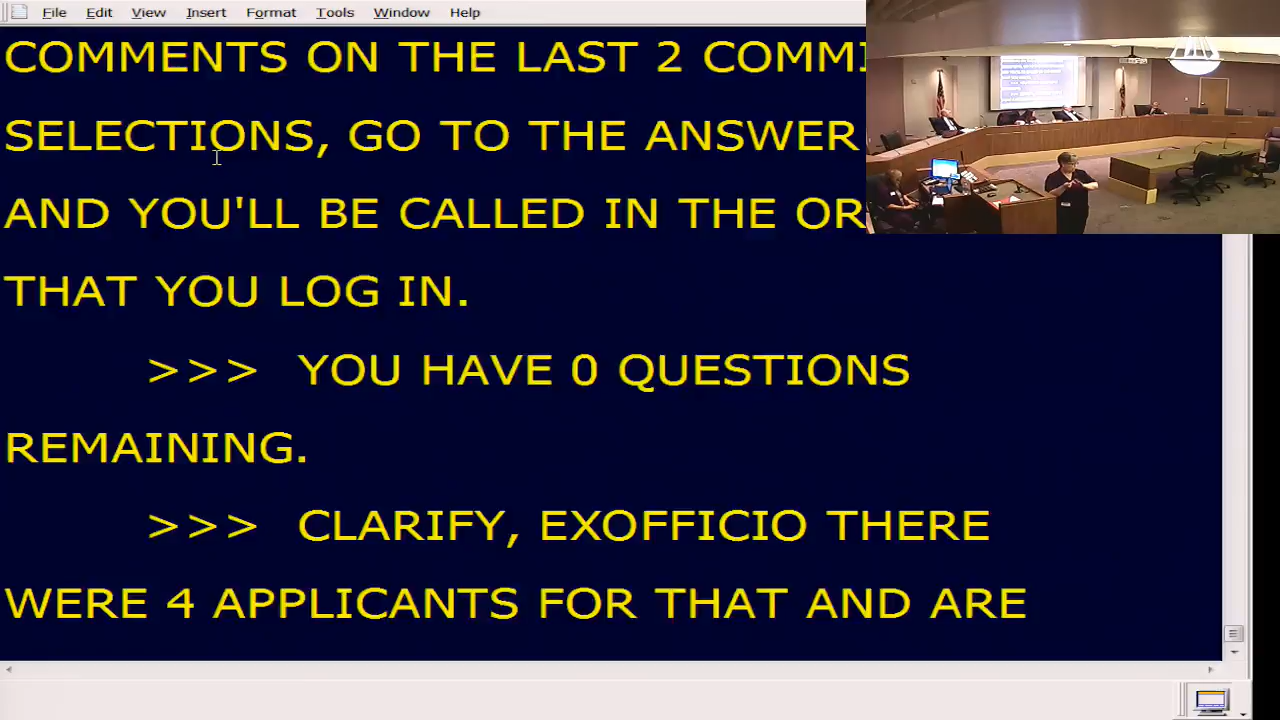 File Edit View Insert Format Tools Window Help
COMMENTS ON THE LAST 2
SELECTIONS, GO TO THE ANSWER
AND YOU'LL BE CALLED IN THE
THAT YOU LOG IN.
>>> YOU HAVE 0 QUESTIONS
REMAINING.
>>> CLARIFY, EXOFFICIO THERE
WERE 4 APPLICANTS FOR THAT AND ARE